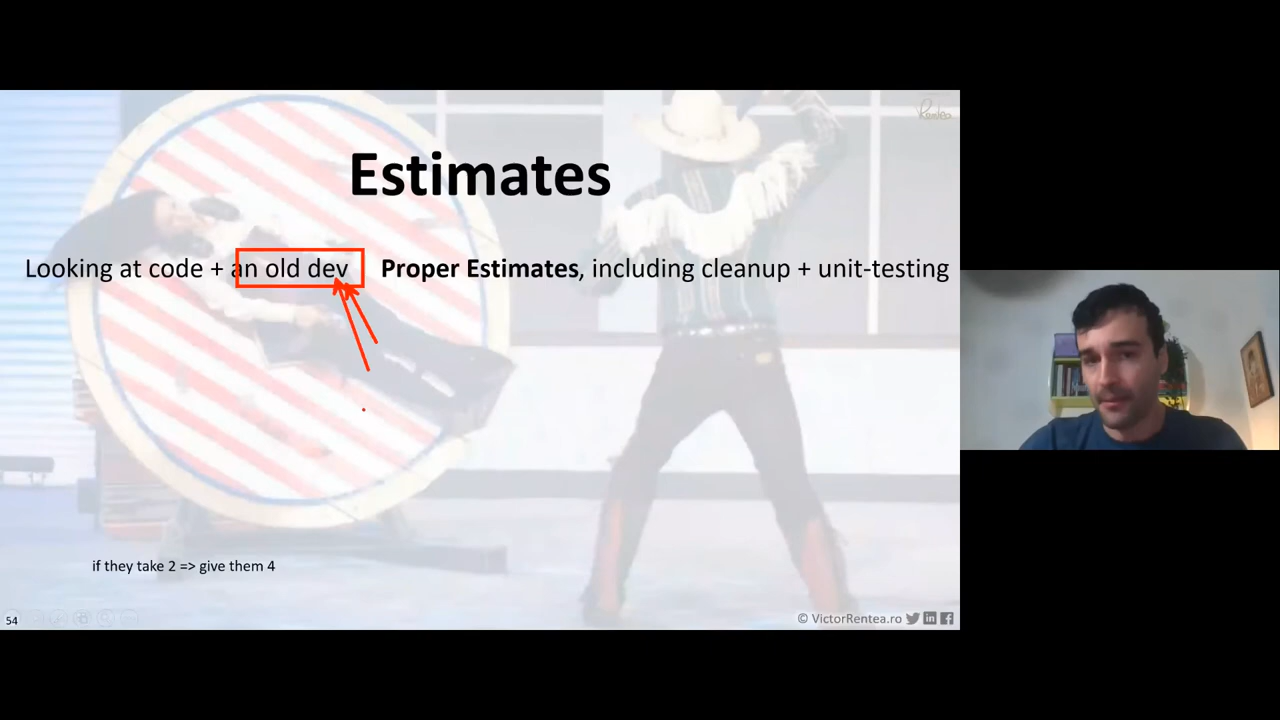 Rentea
Estimates
Looking at code + an old dev
Proper Estimates, including cleanup + unit-testing
if they take 2 => give them 4
54
© VictorRentea.ro